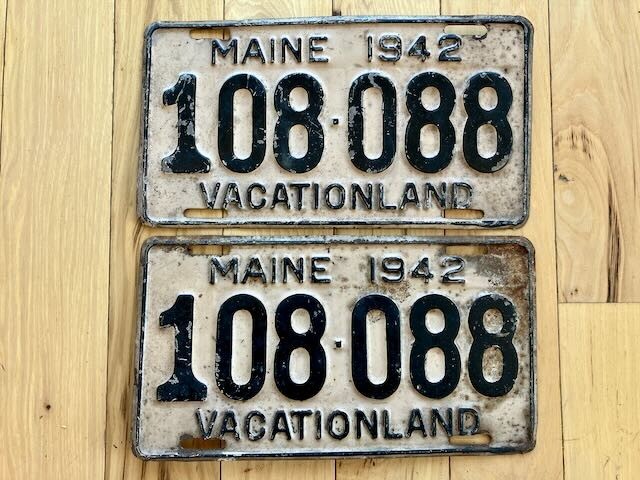 MAINE 1942
108·088
VACATIONLAND
MAINE 1942
108·088
VACATIONLAND